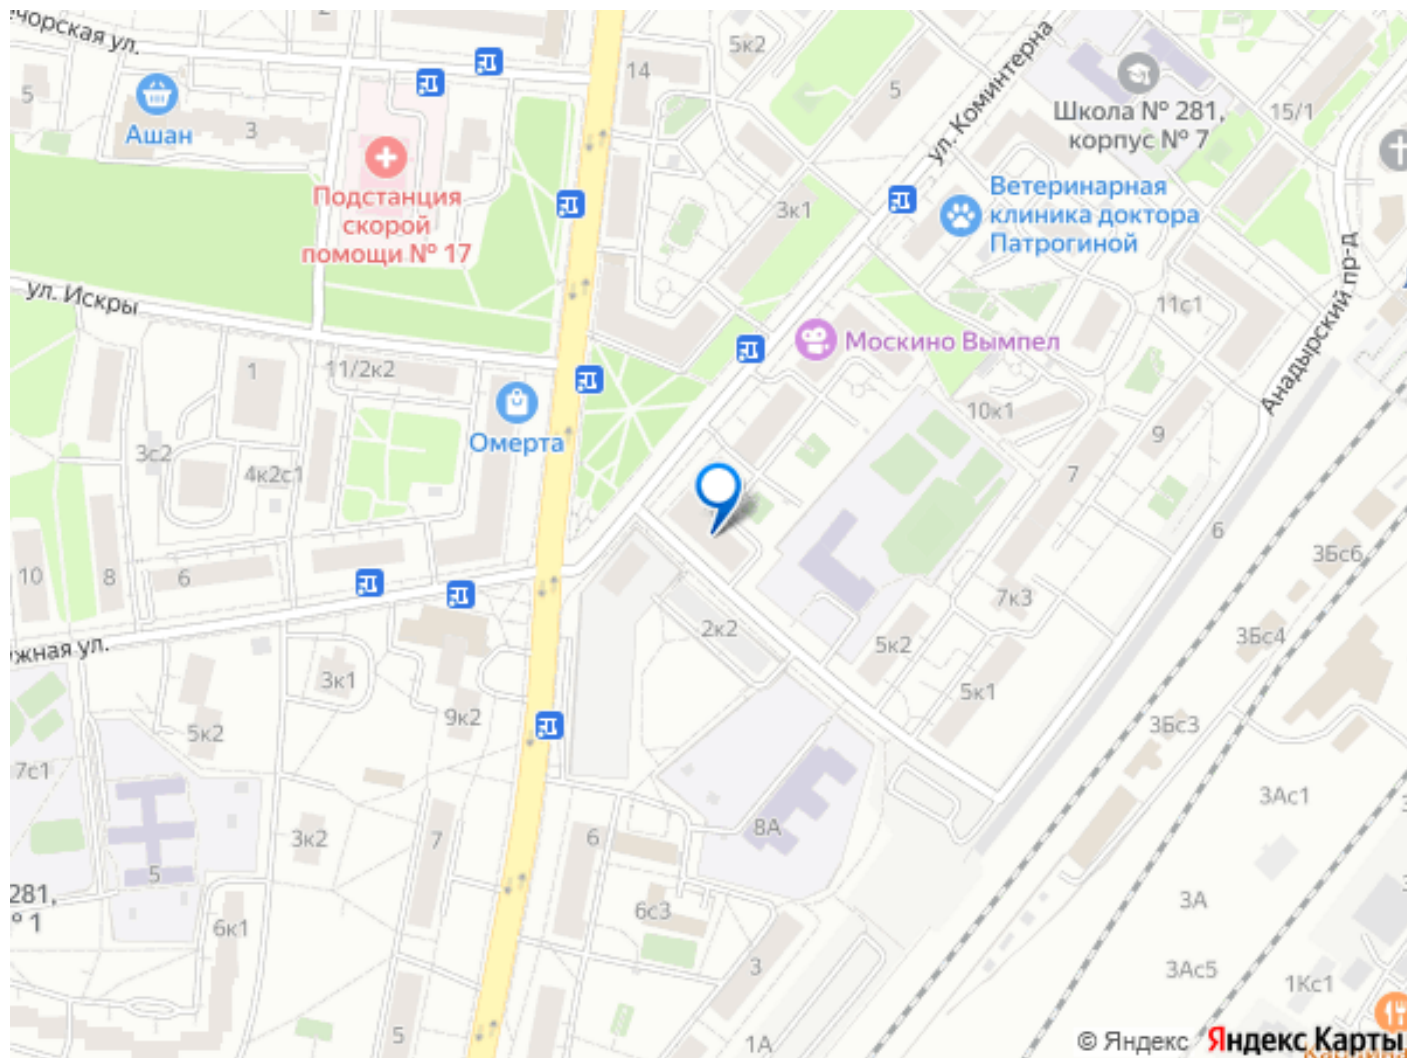 чорская ул.
2
5к2
14
5
ул. Коминтерна
Школа № 281,
корпус № 7
15/1
5
Ашан
3
Подстанция
скорой
помощи № 17
3к1
Ветеринарная
клиника доктора
Патрогиной
Анадырский пр-д
ул. Искры
11с1
Москино Вымпел
1
11/2к2
Омерта
10к1
9
3с2
4к2с1
7
6
3Бс6
10
8
6
7к3
2к2
3Бс4
жная ул.
5к2
3к1
5к1
9к2
5к2
3Бс3
7с1
3Ас1
8А
3к2
7
6
5
281,
º 1
6к1
6с3
3А
3
3Ас5
1Кс1
5
1А
© Яндекс Яндекс Карты